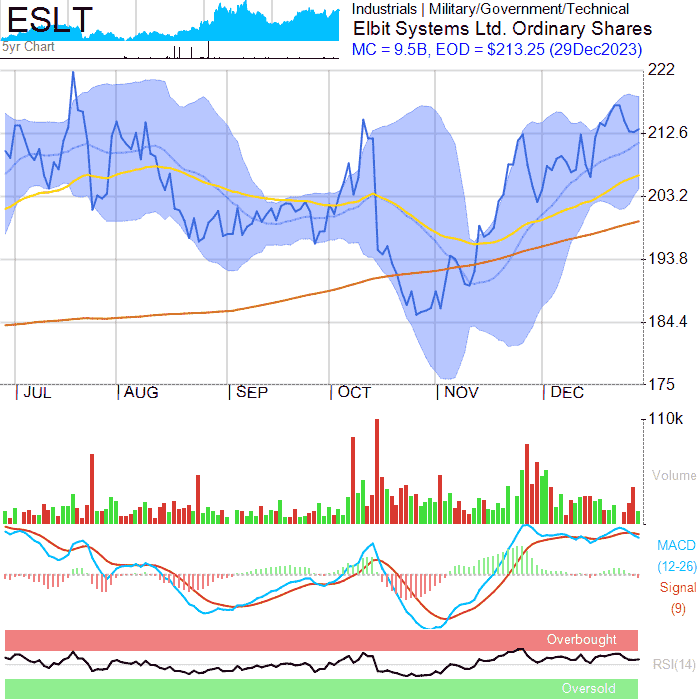 ESLT
5yr Chart
Industrials | Military/Government/Technical
Elbit Systems Ltd. Ordinary Shares
MC = 9.5B, EOD = $213.25 (29Dec2023)
222
212.6
203.2
193.8
184.4
175
JUL AUG SEP OCT NOV DEC
110k
Volume
MACD
(12-26)
Signal
(9)
Overbought
RSI(14)
Oversold